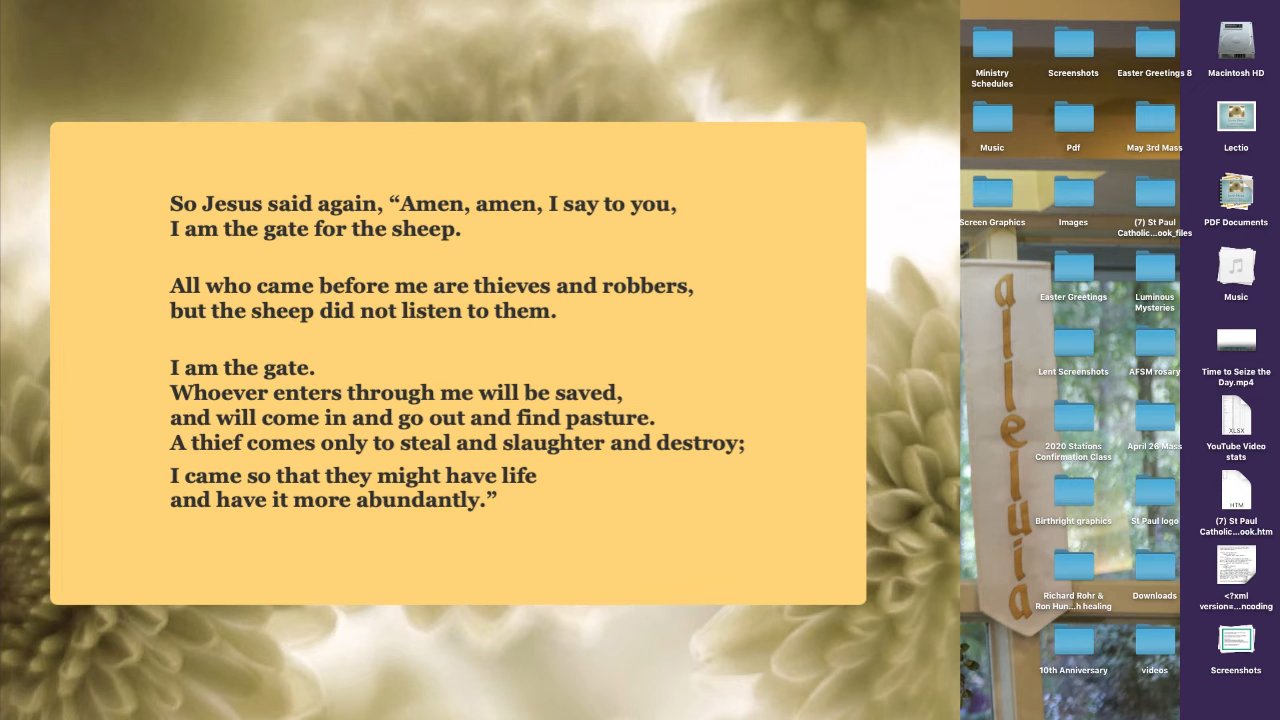 So Jesus said again, “Amen, amen, I say to you,
I am the gate for the sheep.
All who came before me are thieves and robbers,
but the sheep did not listen to them.
I am the gate.
Whoever enters through me will be saved,
and will come in and go out and find pasture.
A thief comes only to steal and slaughter and destroy;
I came so that they might have life
and have it more abundantly.”
alleluia
Ministry
Schedules
Screenshots
Easter Greetings 8
Macintosh HD
Music
Pdf
May 3rd Mass
Lectio
Screen Graphics
Images
(7) St Paul
Catholic...ook_files
PDF Documents
Easter Greetings
Luminous
Mysteries
Music
Lent Screenshots
AFSM rosary
Time to Seize the
Day.mp4
2020 Stations
Confirmation Class
April 26 Mass
XLSX
YouTube Video
stats
Birthright graphics
St Paul logo
HTM
(7) St Paul
Catholic...ook.htm
Richard Rohr &
Ron Hun...h healing
Downloads
<?xml
version=...ncoding
10th Anniversary
videos
Screenshots